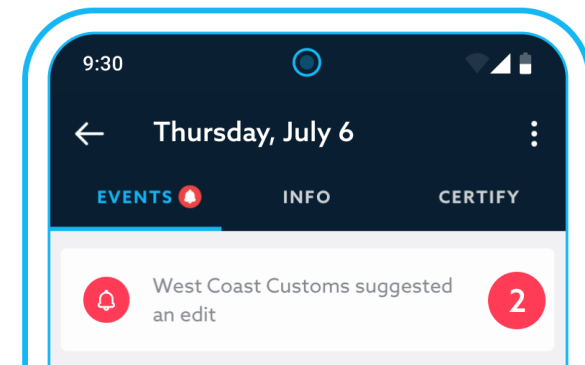 9:30
Thursday, July 6
EVENTS INFO CERTIFY
West Coast Customs suggested
an edit
2